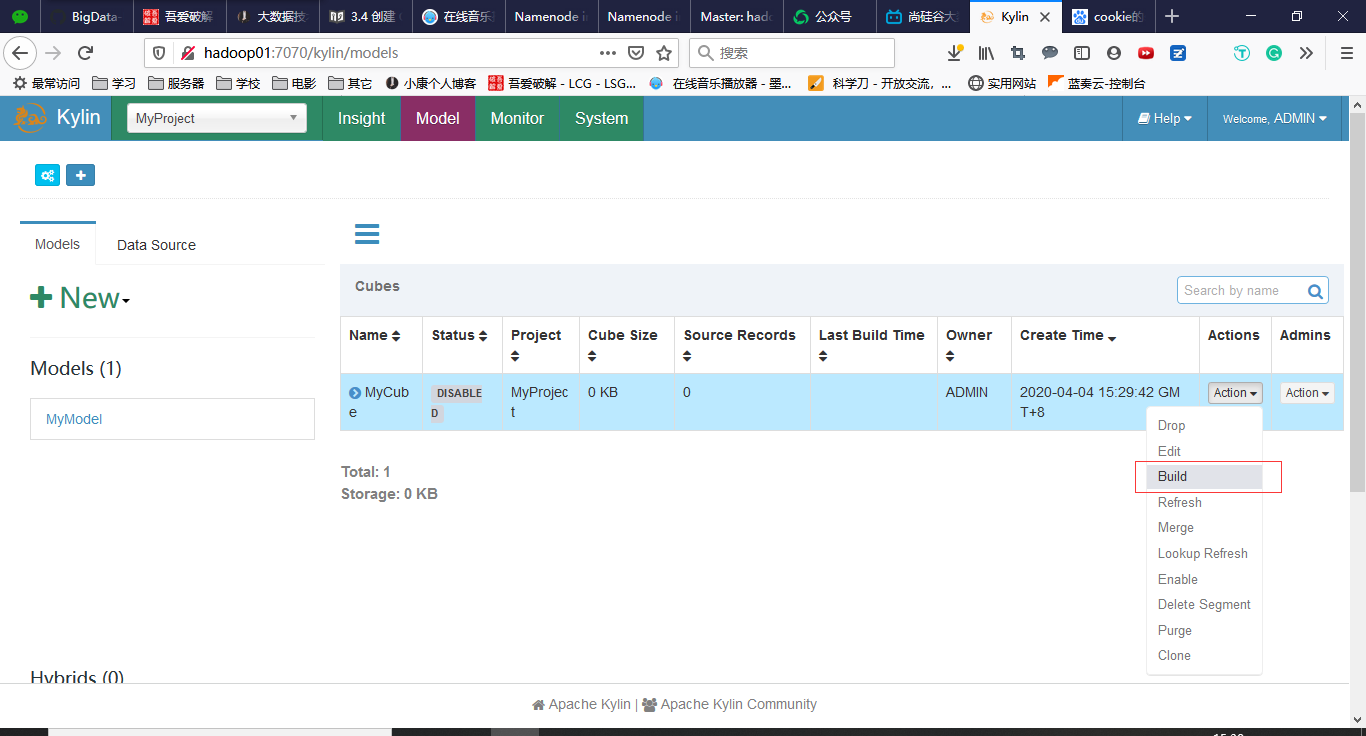 BigData-
吾爱破解
大数据技
3.4 创建
在线音乐
Namenode i
Namenode i
Master: had
公众号
尚硅谷大
Kylin
cookie的
hadoop01:7070/kylin/models
搜索
最常访问
学习
服务器
学校
电影
其它
小康个人博客
吾爱破解 - LCG - LSG...
在线音乐播放器 - 墨...
科学刀 - 开放交流，...
实用网站
蓝奏云-控制台
Kylin
MyProject
Insight
Model
Monitor
System
Help
Welcome, ADMIN
Models
Data Source
New
Cubes
Search by name
Name
Status
Project
Cube Size
Source Records
Last Build Time
Owner
Create Time
Actions
Admins
MyCub
e
DISABLE
D
MyProjec
t
0 KB
0
ADMIN
2020-04-04 15:29:42 GM
T+8
Action
Action
Drop
Edit
Build
Refresh
Merge
Lookup Refresh
Enable
Delete Segment
Purge
Clone
Models (1)
MyModel
Total: 1
Storage: 0 KB
Hybrids (0)
Apache Kylin | Apache Kylin Community